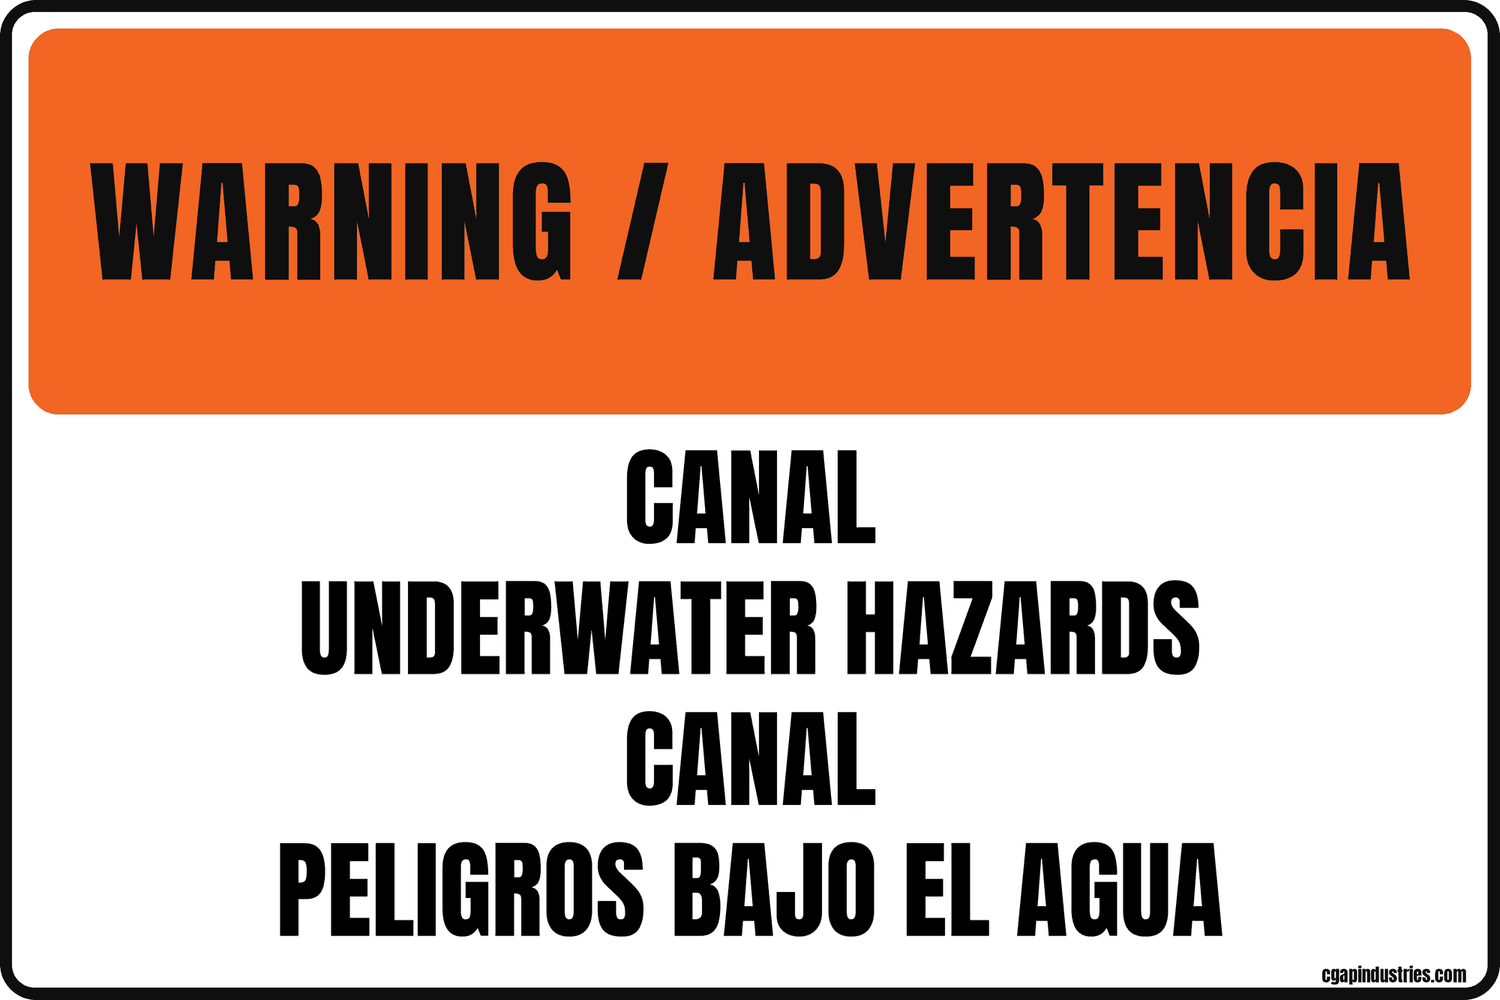 WARNING / ADVERTENCIA
CANAL
UNDERWATER HAZARDS
CANAL
PELIGROS BAJO EL AGUA
cgapindustries.com